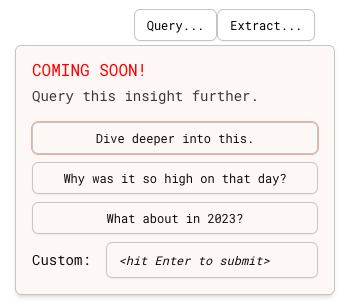 Query... Extract...
COMING SOON!
Query this insight further.
Dive deeper into this.
Why was it so high on that day?
What about in 2023?
Custom: <hit Enter to submit>